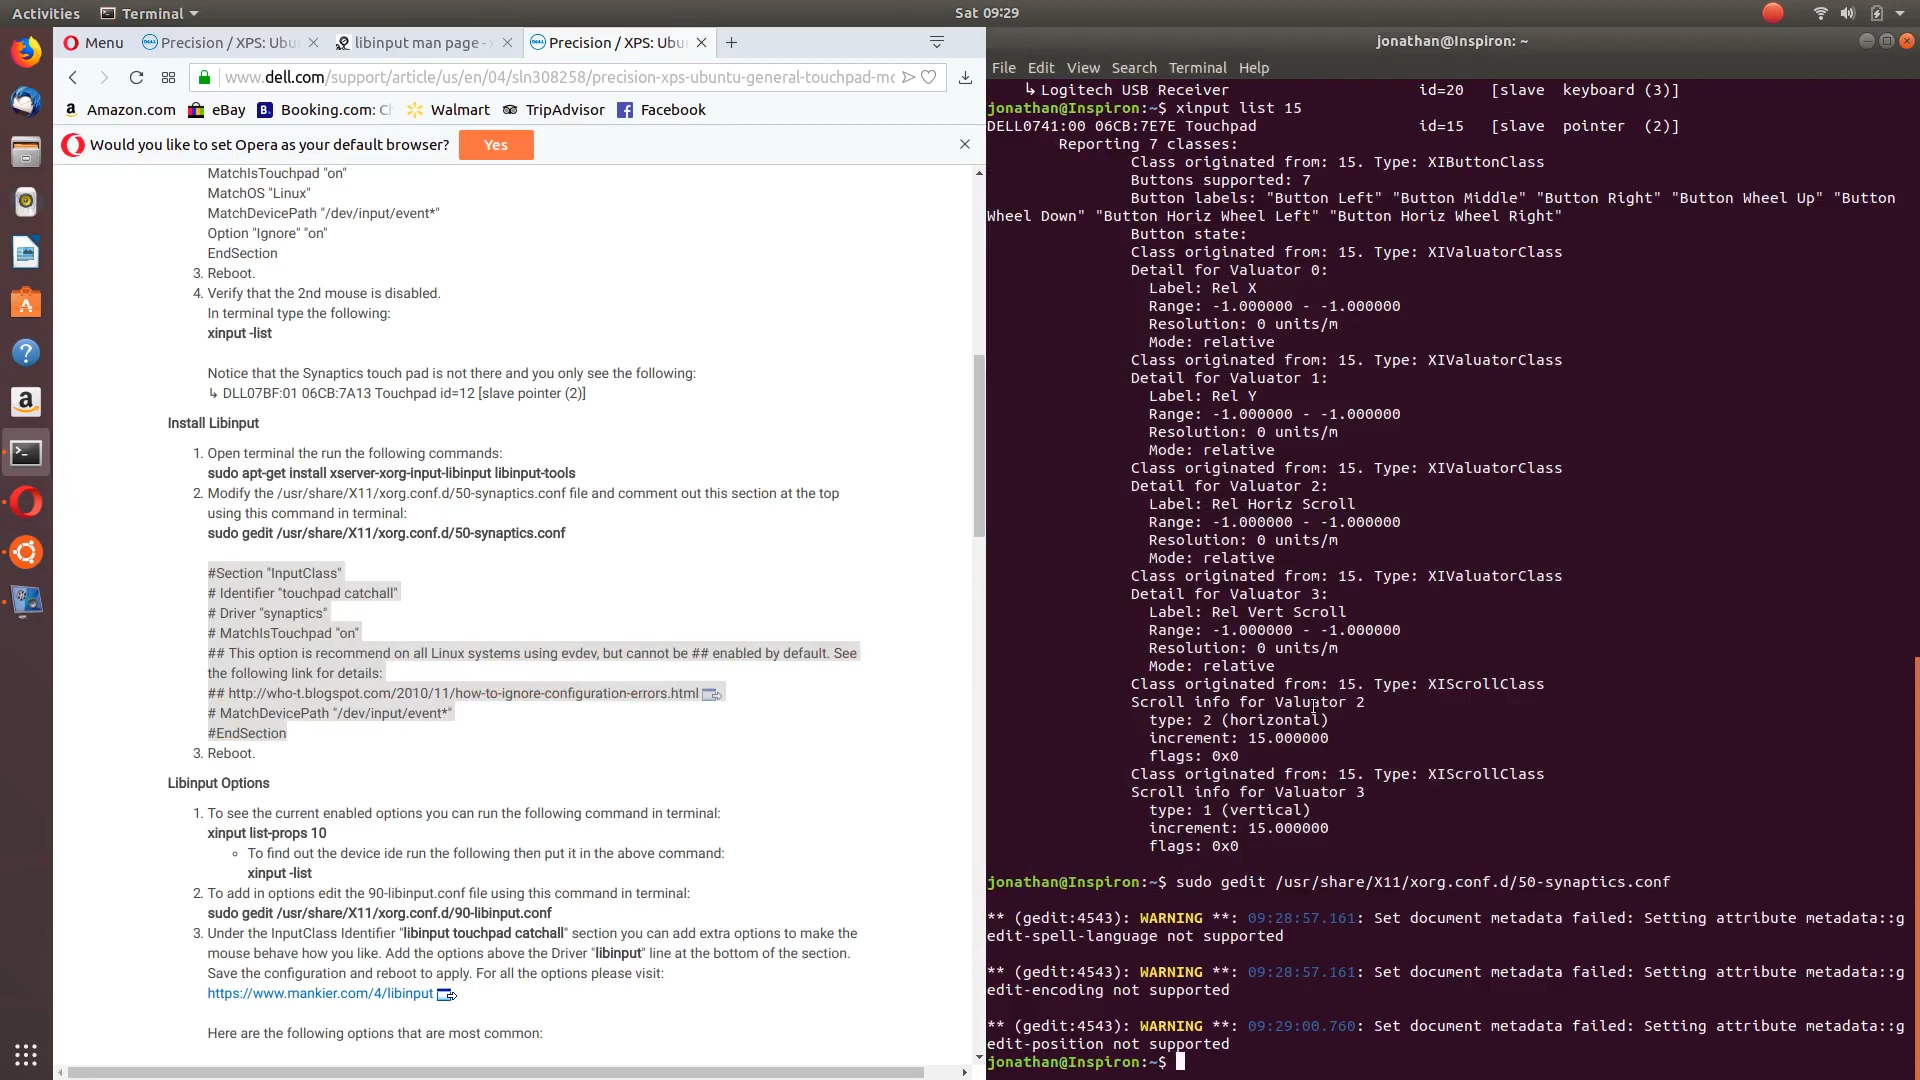 Activities
Terminal
Sat 09:29
Menu
Precision / XPS: Ubu
libinput man page -
Precision / XPS: Ubu
www.dell.com/support/article/us/en/04/sln308258/precision-xps-ubuntu-general-touchpad-mo
Amazon.com
eBay
Booking.com: C
Walmart
TripAdvisor
Facebook
Would you like to set Opera as your default browser?
Yes
MatchIsTouchpad "on"
MatchOS "Linux"
MatchDevicePath "/dev/input/event*"
Option "Ignore" "on"
EndSection
3. Reboot.
4. Verify that the 2nd mouse is disabled.
In terminal type the following:
xinput -list
Notice that the Synaptics touch pad is not there and you only see the following:
↳ DLL07BF:01 06CB:7A13 Touchpad id=12 [slave pointer (2)]
Install Libinput
1. Open terminal the run the following commands:
sudo apt-get install xserver-xorg-input-libinput libinput-tools
2. Modify the /usr/share/X11/xorg.conf.d/50-synaptics.conf file and comment out this section at the top
using this command in terminal:
sudo gedit /usr/share/X11/xorg.conf.d/50-synaptics.conf
#Section "InputClass"
# Identifier "touchpad catchall"
# Driver "synaptics"
# MatchIsTouchpad "on"
## This option is recommend on all Linux systems using evdev, but cannot be ## enabled by default. See
the following link for details:
## http://who-t.blogspot.com/2010/11/how-to-ignore-configuration-errors.html
# MatchDevicePath "/dev/input/event*"
#EndSection
3. Reboot.
Libinput Options
1. To see the current enabled options you can run the following command in terminal:
xinput list-props 10
◦ To find out the device ide run the following then put it in the above command:
xinput -list
2. To add in options edit the 90-libinput.conf file using this command in terminal:
sudo gedit /usr/share/X11/xorg.conf.d/90-libinput.conf
3. Under the InputClass Identifier "libinput touchpad catchall" section you can add extra options to make the
mouse behave how you like. Add the options above the Driver "libinput" line at the bottom of the section.
Save the configuration and reboot to apply. For all the options please visit:
https://www.mankier.com/4/libinput
Here are the following options that are most common:
jonathan@Inspiron: ~
File Edit View Search Terminal Help
↳ Logitech USB Receiver id=20 [slave keyboard (3)]
jonathan@Inspiron:~$ xinput list 15
DELL0741:00 06CB:7E7E Touchpad id=15 [slave pointer (2)]
Reporting 7 classes:
Class originated from: 15. Type: XIButtonClass
Buttons supported: 7
Button labels: "Button Left" "Button Middle" "Button Right" "Button Wheel Up" "Button
Wheel Down" "Button Horiz Wheel Left" "Button Horiz Wheel Right"
Button state:
Class originated from: 15. Type: XIValuatorClass
Detail for Valuator 0:
Label: Rel X
Range: -1.000000 - -1.000000
Resolution: 0 units/m
Mode: relative
Class originated from: 15. Type: XIValuatorClass
Detail for Valuator 1:
Label: Rel Y
Range: -1.000000 - -1.000000
Resolution: 0 units/m
Mode: relative
Class originated from: 15. Type: XIValuatorClass
Detail for Valuator 2:
Label: Rel Horiz Scroll
Range: -1.000000 - -1.000000
Resolution: 0 units/m
Mode: relative
Class originated from: 15. Type: XIValuatorClass
Detail for Valuator 3:
Label: Rel Vert Scroll
Range: -1.000000 - -1.000000
Resolution: 0 units/m
Mode: relative
Class originated from: 15. Type: XIScrollClass
Scroll info for Valuator 2
type: 2 (horizontal)
increment: 15.000000
flags: 0x0
Class originated from: 15. Type: XIScrollClass
Scroll info for Valuator 3
type: 1 (vertical)
increment: 15.000000
flags: 0x0
jonathan@Inspiron:~$ sudo gedit /usr/share/X11/xorg.conf.d/50-synaptics.conf
** (gedit:4543): WARNING **: 09:28:57.161: Set document metadata failed: Setting attribute metadata::g
edit-spell-language not supported
** (gedit:4543): WARNING **: 09:28:57.161: Set document metadata failed: Setting attribute metadata::g
edit-encoding not supported
** (gedit:4543): WARNING **: 09:29:00.760: Set document metadata failed: Setting attribute metadata::g
edit-position not supported
jonathan@Inspiron:~$